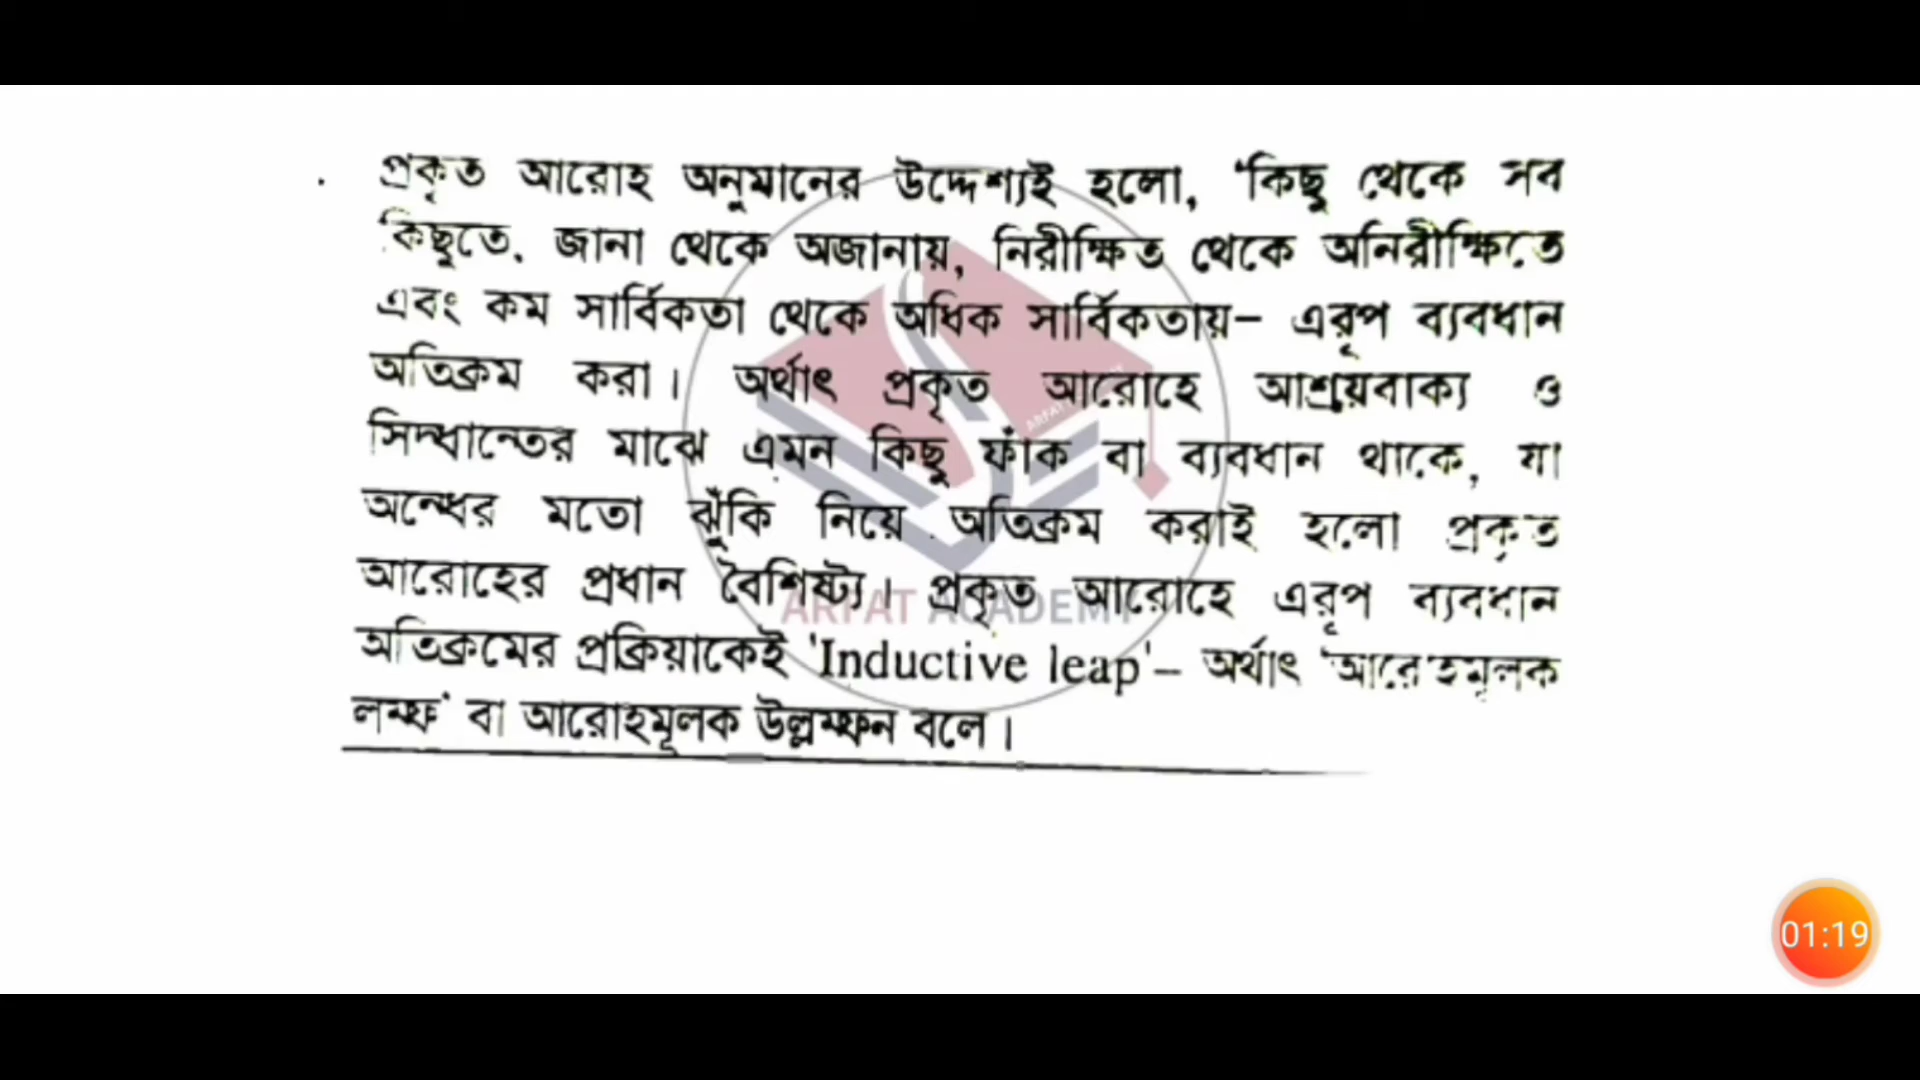 প্রকৃত আরোহ অনুমানের উদ্দেশ্যই হলো, 'কিছু থেকে সব
কিছুতে, জানা থেকে অজানায়, নিরীক্ষিত থেকে অনিরীক্ষিতে
এবং কম সার্বিকতা থেকে অধিক সার্বিকতায়– এরূপ ব্যবধান
অতিক্রম করা। অর্থাৎ প্রকৃত আরোহে আশ্রয়বাক্য ও
সিদ্ধান্তের মাঝে এমন কিছু ফাঁক বা ব্যবধান থাকে, যা
অন্ধের মতো ঝুঁকি নিয়ে অতিক্রম করাই হলো প্রকৃত
আরোহের প্রধান বৈশিষ্ট্য। প্রকৃত আরোহে এরূপ ব্যবধান
অতিক্রমের প্রক্রিয়াকেই 'Inductive leap'– অর্থাৎ 'আরোহমূলক
লম্ফ' বা আরোহমূলক উল্লম্ফন বলে।
ARFAT ACADEMY
01:19